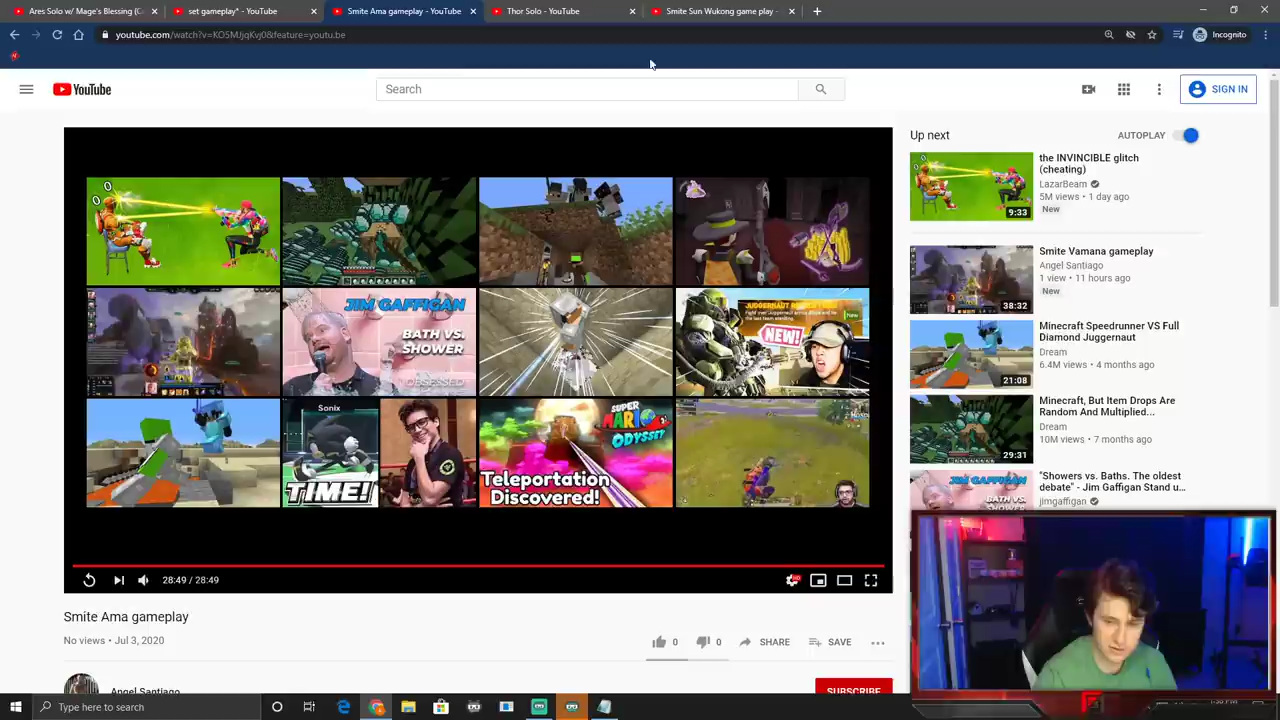 Ares Solo w/ Mage's Blessing (C
set gameplay* - YouTube
Smite Ama gameplay - YouTube
Thor Solo - YouTube
Smite Sun Wukong game play -
youtube.com/watch?v=KO5MJjqKvj0&feature=youtu.be
Incognito
YouTube
Search
SIGN IN
Up next
AUTOPLAY
the INVINCIBLE glitch
(cheating)
LazarBeam
5M views • 1 day ago
New
9:33
Smite Vamana gameplay
Angel Santiago
1 view • 11 hours ago
New
38:32
Minecraft Speedrunner VS Full
Diamond Juggernaut
Dream
6.4M views • 4 months ago
21:08
Minecraft, But Item Drops Are
Random And Multiplied...
Dream
10M views • 7 months ago
29:31
"Showers vs. Baths. The oldest
debate" - Jim Gaffigan Stand u...
jimgaffigan
JIM GAFFIGAN
BATH VS.
SHOWER
OBSESSED
NEW!
Sonix
TIME!
SUPER
MARIO
ODYSSEY
Teleportation
Discovered!
28:49 / 28:49
Smite Ama gameplay
No views • Jul 3, 2020
0
0
SHARE
SAVE
Angel Santiago
SUBSCRIBE
Type here to search